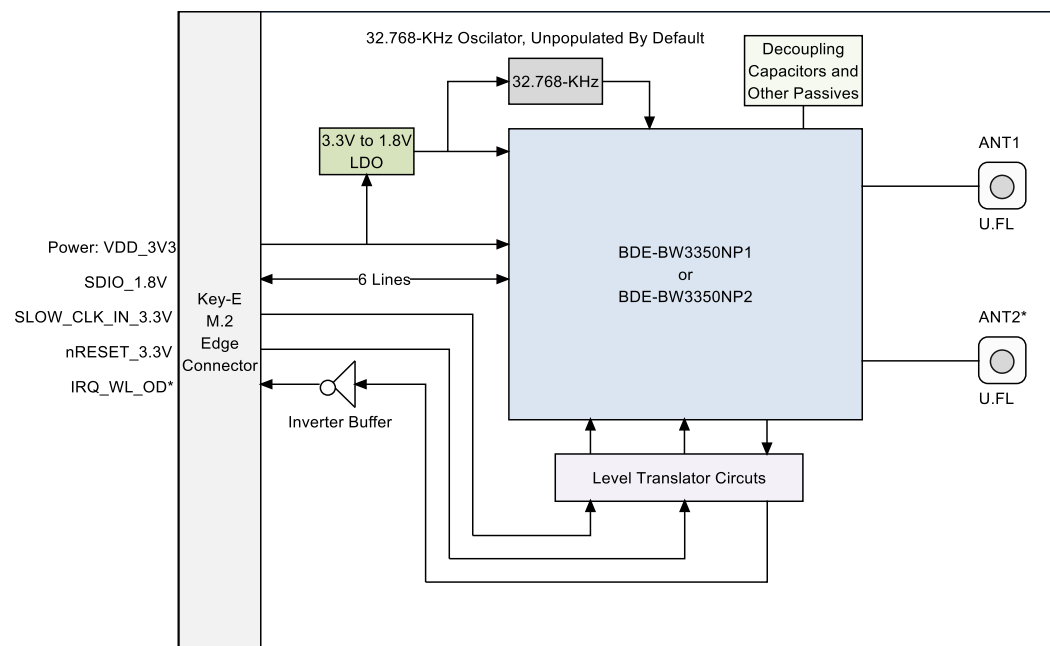 32.768-KHz Oscilator, Unpopulated By Default
Decoupling
Capacitors and
Other Passives
32.768-KHz
3.3V to 1.8V
LDO
ANT1
U.FL
Power: VDD_3V3
SDIO_1.8V
SLOW_CLK_IN_3.3V
nRESET_3.3V
IRQ_WL_OD*
Key-E
M.2
Edge
Connector
6 Lines
BDE-BW3350NP1
or
BDE-BW3350NP2
ANT2*
U.FL
Inverter Buffer
Level Translator Circuts